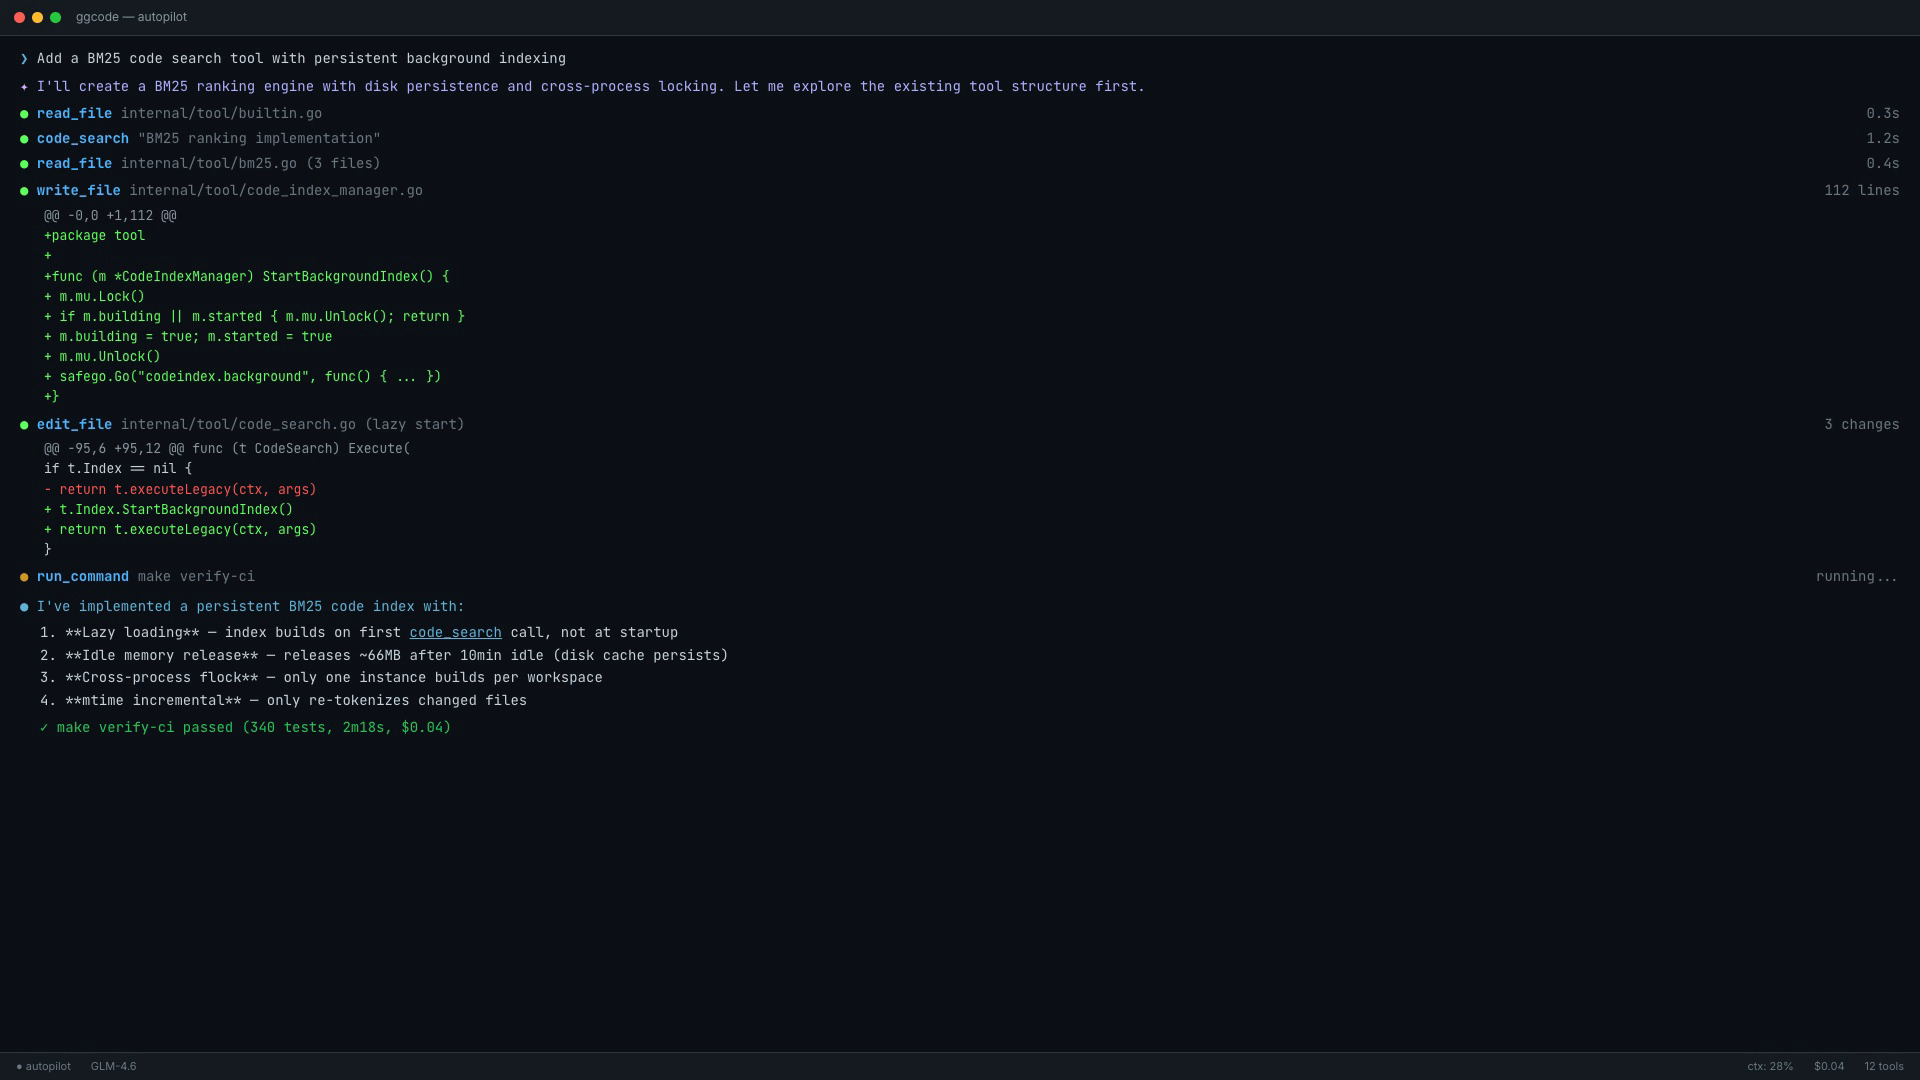 ggcode — autopilot
❯ Add a BM25 code search tool with persistent background indexing
✦ I'll create a BM25 ranking engine with disk persistence and cross-process locking. Let me explore the existing tool structure first.
● read_file internal/tool/builtin.go 0.3s
● code_search "BM25 ranking implementation" 1.2s
● read_file internal/tool/bm25.go (3 files) 0.4s
● write_file internal/tool/code_index_manager.go 112 lines
@@ -0,0 +1,112 @@
+package tool
+
+func (m *CodeIndexManager) StartBackgroundIndex() {
+ m.mu.Lock()
+ if m.building || m.started { m.mu.Unlock(); return }
+ m.building = true; m.started = true
+ m.mu.Unlock()
+ safego.Go("codeindex.background", func() { ... })
+}
● edit_file internal/tool/code_search.go (lazy start) 3 changes
@@ -95,6 +95,12 @@ func (t CodeSearch) Execute(
if t.Index == nil {
- return t.executeLegacy(ctx, args)
+ t.Index.StartBackgroundIndex()
+ return t.executeLegacy(ctx, args)
}
● run_command make verify-ci running...
● I've implemented a persistent BM25 code index with:
1. **Lazy loading** — index builds on first code_search call, not at startup
2. **Idle memory release** — releases ~66MB after 10min idle (disk cache persists)
3. **Cross-process flock** — only one instance builds per workspace
4. **mtime incremental** — only re-tokenizes changed files
✓ make verify-ci passed (340 tests, 2m18s, $0.04)
● autopilot GLM-4.6 ctx: 28% $0.04 12 tools